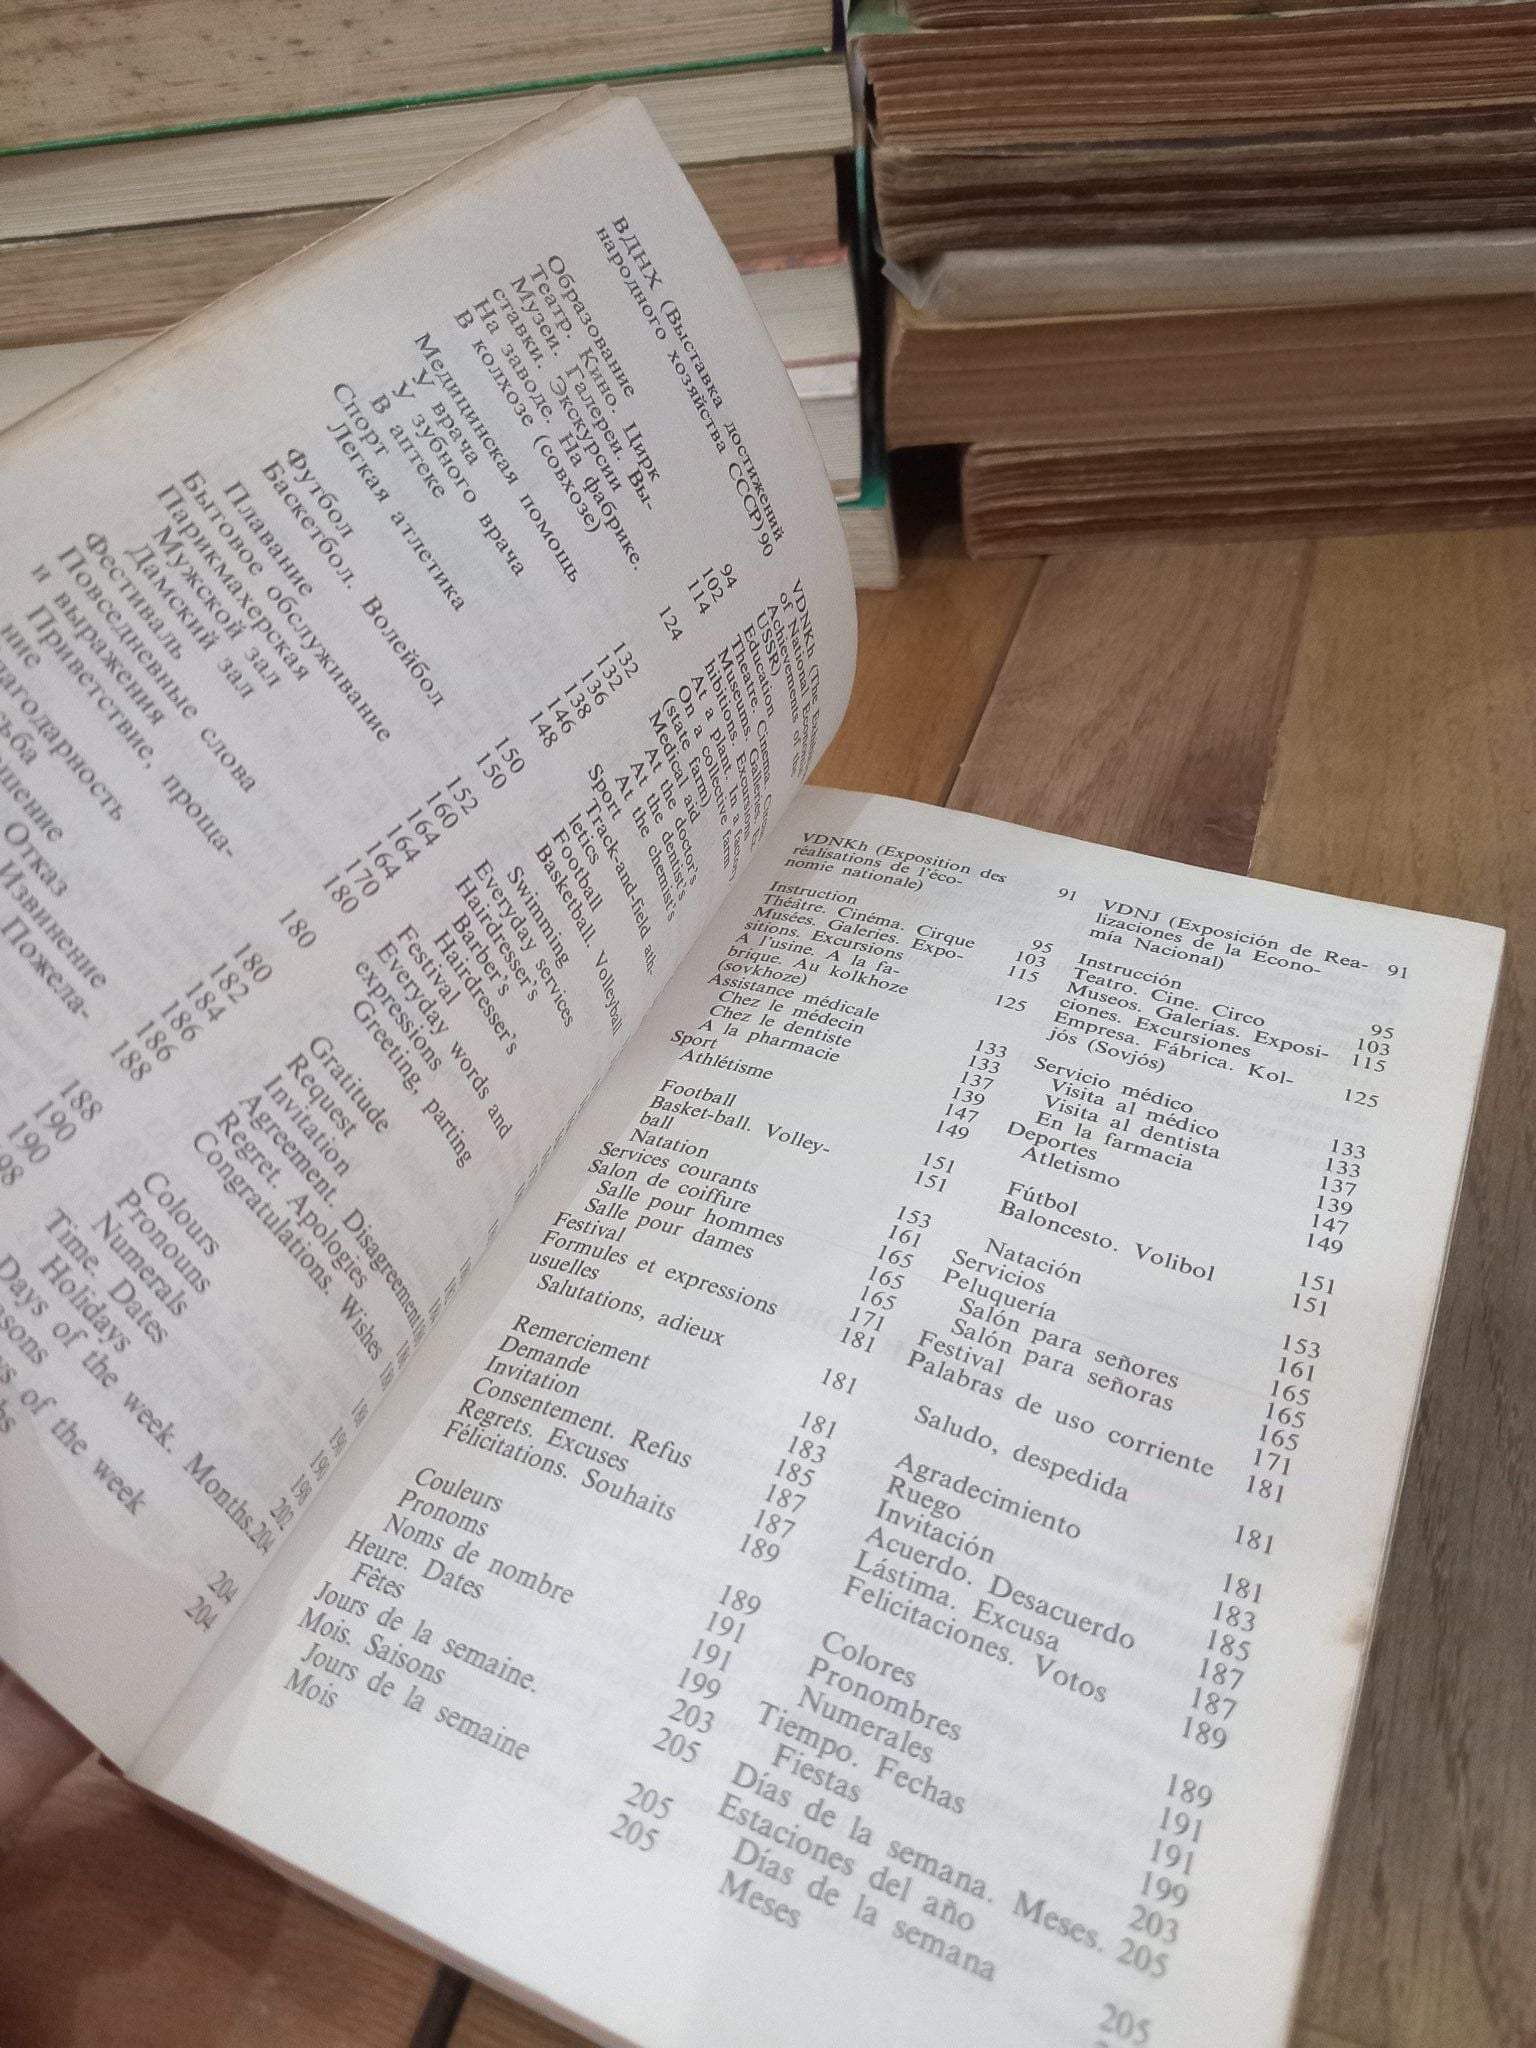 ВДНХ (Выставка достижений
народного хозяйства СССР) 90
Образование 94
Театр. Кино. Цирк 102
Музеи. Галереи. Вы-
ставки. Экскурсии 114
На заводе. На фабрике.
В колхозе (совхозе) 124
Медицинская помощь 132
У врача 132
У зубного врача 136
В аптеке 138
Спорт 146
Легкая атлетика 148
Футбол 150
Баскетбол. Волейбол 150
Плавание 152
Бытовое обслуживание 160
Парикмахерская 164
Мужской зал 164
Дамский зал 164
Фестиваль 170
Повседневные слова
и выражения 180
Приветствие, проща-
ние 180
180
182
184
Отказ 186
Извинение 186
Пожела-
188
188
190
190
198
VDNKh (The
of National Economic
Achievements of the
USSR)
Education
Theatre. Cinema.
Museums. Galleries.
hibitions. Excursions
At a plant. In a factory
On a collective farm
(state farm)
Medical aid
At the doctor's
At the dentist's
At the chemist's
Sport
Track-and-field ath-
letics
Football
Basketball. Volleyball
Swimming
Everyday services
Hairdresser's
Barber's
Hairdresser's
Festival
Everyday words and
expressions
Greeting, parting
Gratitude
Request
Invitation
Agreement. Disagreement
Regret. Apologies
Congratulations. Wishes
Colours
Pronouns 190
Numerals 190
Time. Dates 198
Holidays 202
Days of the week. Months. 204
of the week 204
204
VDNKh (Exposition des
réalisations de l'éco-
nomie nationale) 91
Instruction 95
Théâtre. Cinéma. Cirque 103
Musées. Galeries. Expo-
sitions. Excursions 115
A l'usine. A la fa-
brique. Au kolkhoze
(sovkhoze) 125
Assistance médicale 133
Chez le médecin 133
Chez le dentiste 137
A la pharmacie 139
Sport 147
Athlétisme 149
Football 151
Basket-ball. Volley-
ball 151
Natation 153
Services courants 161
Salon de coiffure 165
Salle pour hommes 165
Salle pour dames 165
Festival 171
Formules et expressions
usuelles 181
Salutations, adieux 181
Remerciement 181
Demande 183
Invitation 185
Consentement. Refus 187
Regrets. Excuses 187
Félicitations. Souhaits 189
Couleurs 189
Pronoms 191
Noms de nombre 191
Heure. Dates 199
Fêtes 203
Jours de la semaine.
Mois. Saisons 205
Jours de la semaine 205
Mois 205
VDNJ (Exposición de Rea-
lizaciones de la Econo-
mía Nacional) 91
Instrucción 95
Teatro. Cine. Circo 103
Museos. Galerías. Exposi-
ciones. Excursiones 115
Empresa. Fábrica. Kol-
jós (Sovjós) 125
Servicio médico 133
Visita al médico 133
Visita al dentista 137
En la farmacia 139
Deportes 147
Atletismo 149
Fútbol 151
Baloncesto. Volibol 151
Natación 153
Servicios 161
Peluquería 165
Salón para señores 165
Salón para señoras 165
Festival 171
Palabras de uso corriente 181
Saludo, despedida 181
Agradecimiento 181
Ruego 183
Invitación 185
Acuerdo. Desacuerdo 187
Lástima. Excusa 187
Felicitaciones. Votos 189
Colores 189
Pronombres 191
Numerales 191
Tiempo. Fechas 199
Fiestas 203
Días de la semana. Meses.
Estaciones del año 205
Días de la semana 205
Meses